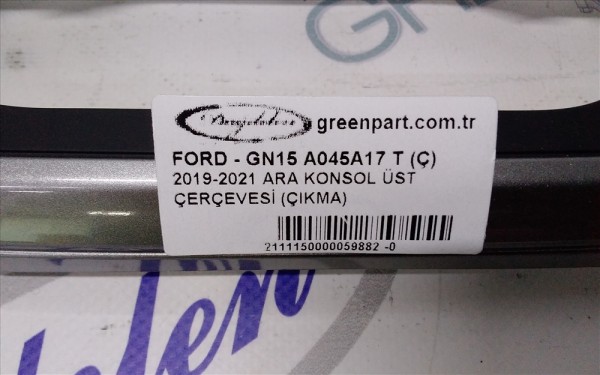 greenpart.com.tr
FORD - GN15 A045A17 T (Ç)
2019-2021 ARA KONSOL ÜST
ÇERÇEVESİ (ÇIKMA)
2111150000059882 -0